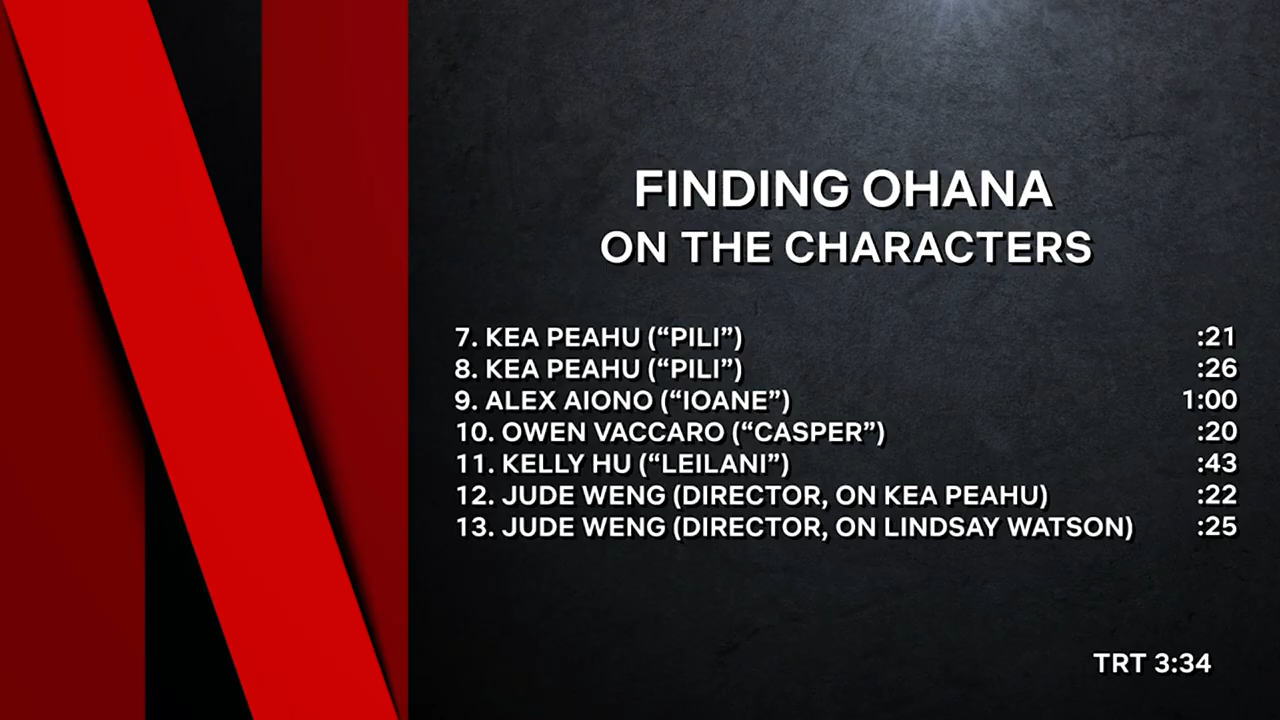 FINDING OHANA
ON THE CHARACTERS
7. KEA PEAHU (“PILI”) :21
8. KEA PEAHU (“PILI”) :26
9. ALEX AIONO (“IOANE”) 1:00
10. OWEN VACCARO (“CASPER”) :20
11. KELLY HU (“LEILANI”) :43
12. JUDE WENG (DIRECTOR, ON KEA PEAHU) :22
13. JUDE WENG (DIRECTOR, ON LINDSAY WATSON) :25
TRT 3:34